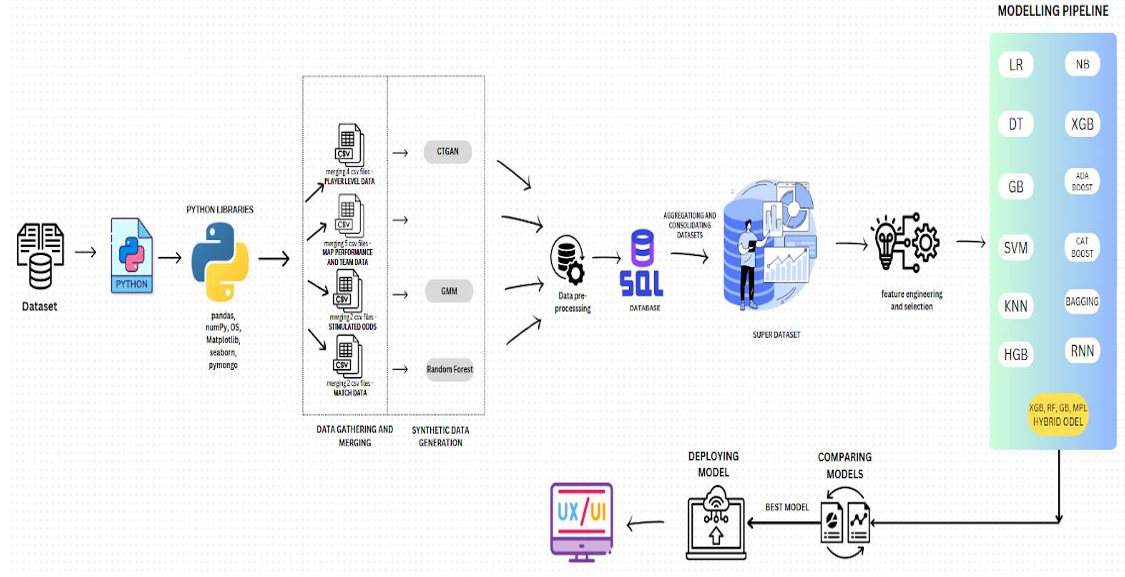 MODELLING PIPELINE
LR
NB
DT
XGB
GB
ADA
BOOST
SVM
CAT
BOOST
KNN
BAGGING
HGB
RNN
XGB, RF, GB, MPL
HYBRID ODEL
Dataset
PYTHON
PYTHON LIBRARIES
pandas,
numPy, OS,
Matplotlib,
seaborn,
pymongo
CSV
merging 4 csv files -
PLAYER LEVEL DATA
CTGAN
CSV
merging 5 csv files -
MAP PERFORMANCE
AND TEAM DATA
CSV
merging 2 csv files -
STIMULATED ODDS
GMM
CSV
merging 2 csv files -
MATCH DATA
Random Forest
DATA GATHERING AND
MERGING
SYNTHETIC DATA
GENERATION
Data pre-
processsing
SQL
DATABASE
AGGREGATIONG AND
CONSOLIDATING
DATASETS
SUPER DATASET
feature engineering
and selection
COMPARING
MODELS
BEST MODEL
DEPLOYING
MODEL
UX/UI